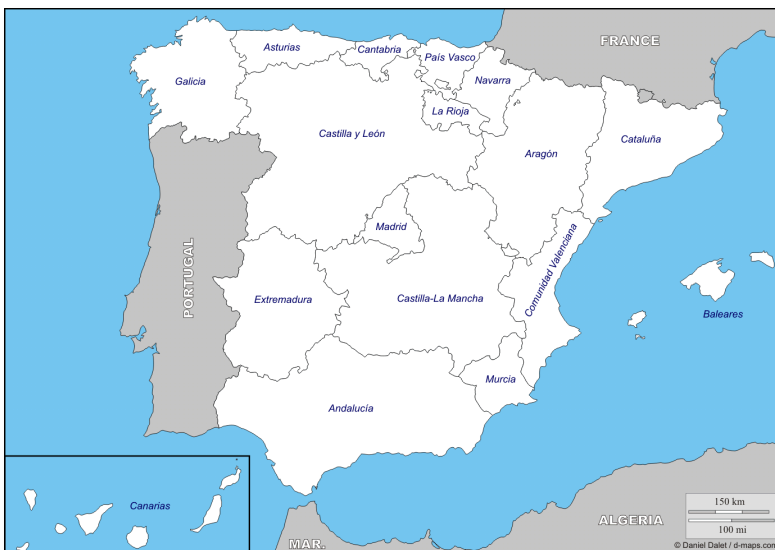 FRANCE
Asturias
Cantabria
País Vasco
Navarra
Galicia
La Rioja
Castilla y León
Aragón
Cataluña
Madrid
PORTUGAL
Comunidad Valenciana
Extremadura
Castilla-La Mancha
Baleares
Murcia
Andalucía
Canarias
150 km
100 mi
ALGERIA
MAR.
© Daniel Dalet / d-maps.com